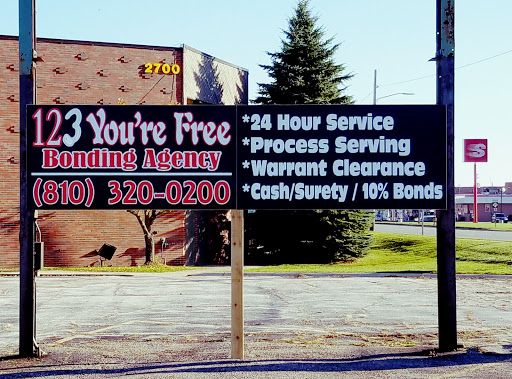 2700
123 You're Free
Bonding Agency
(810) 320-0200
*24 Hour Service
*Process Serving
*Warrant Clearance
*Cash/Surety / 10% Bonds
S